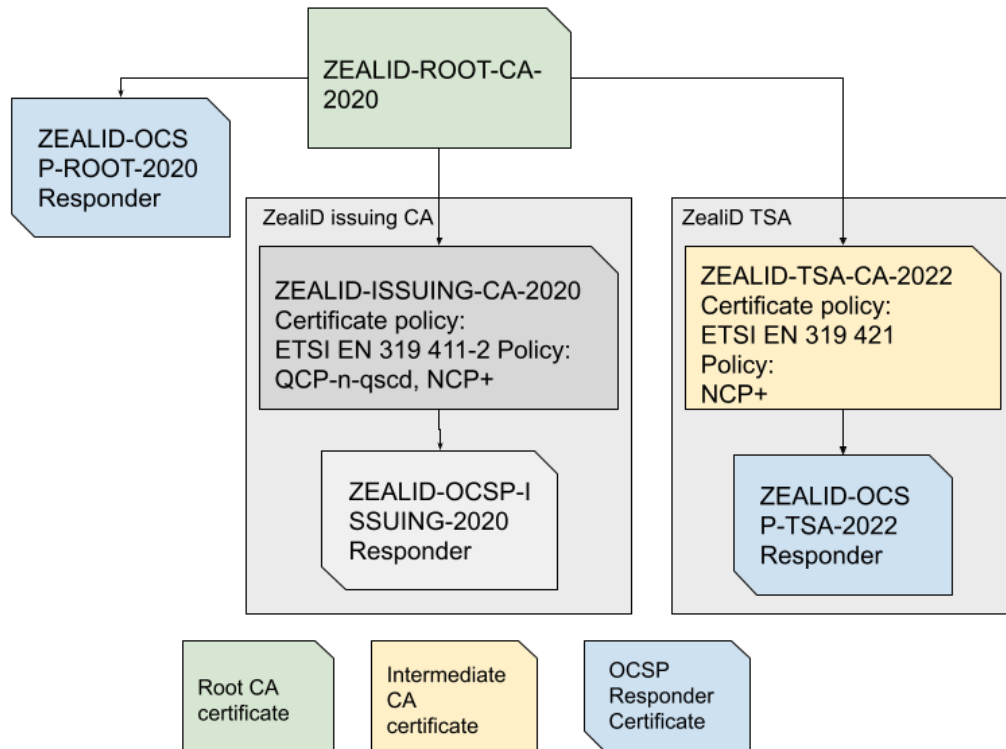 ZEALID-ROOT-CA-
2020
ZEALID-OCS
P-ROOT-2020
Responder
ZealiD issuing CA
ZEALID-ISSUING-CA-2020
Certificate policy:
ETSI EN 319 411-2 Policy:
QCP-n-qscd, NCP+
ZEALID-OCSP-I
SSUING-2020
Responder
ZealiD TSA
ZEALID-TSA-CA-2022
Certificate policy:
ETSI EN 319 421
Policy:
NCP+
ZEALID-OCS
P-TSA-2022
Responder
Root CA
certificate
Intermediate
CA
certificate
OCSP
Responder
Certificate